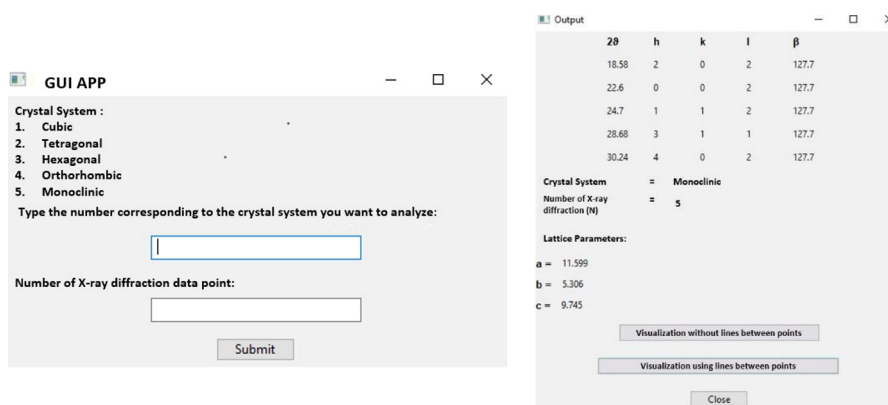 GUI APP
Crystal System :
1. Cubic
2. Tetragonal
3. Hexagonal
4. Orthorhombic
5. Monoclinic
Type the number corresponding to the crystal system you want to analyze:
Number of X-ray diffraction data point:
Submit
Output
2θ h k l β
18.58 2 0 2 127.7
22.6 0 0 2 127.7
24.7 1 1 2 127.7
28.68 3 1 1 127.7
30.24 4 0 2 127.7
Crystal System = Monoclinic
Number of X-ray
diffraction (N) = 5
Lattice Parameters:
a = 11.599
b = 5.306
c = 9.745
Visualization without lines between points
Visualization using lines between points
Close